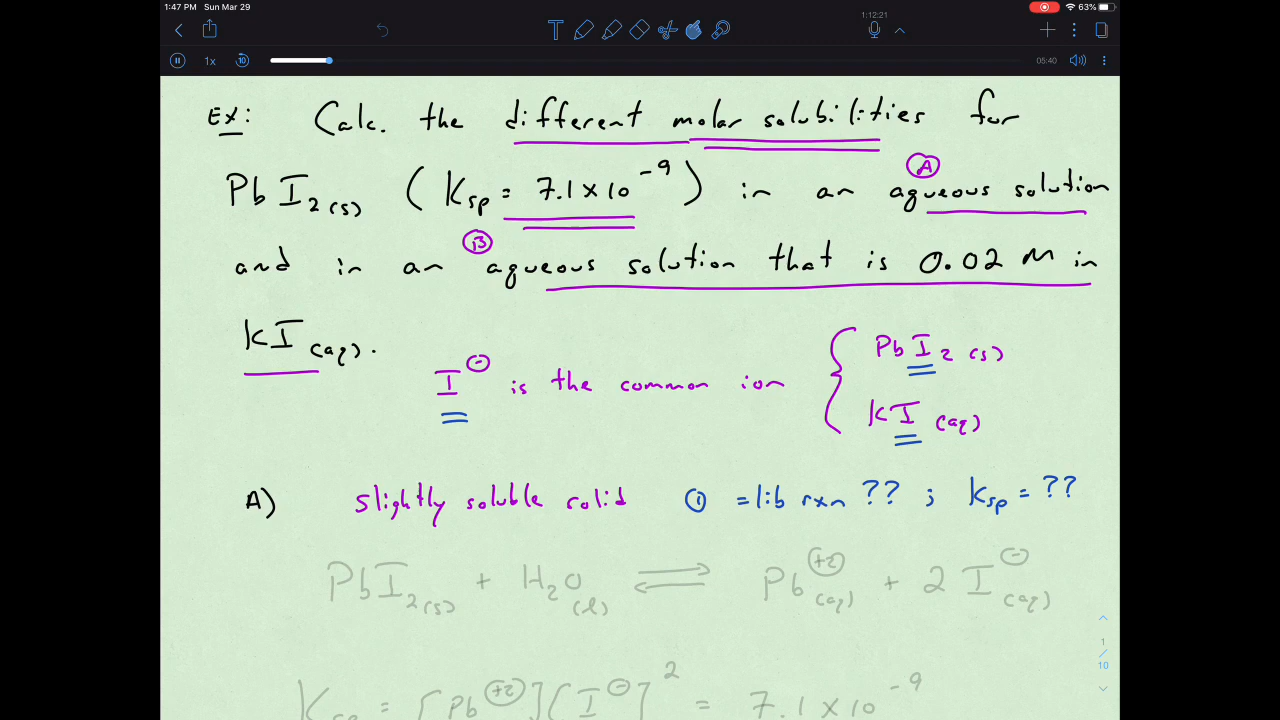 1:47 PM Sun Mar 29
63%
1:12:21
1x
10
05:40
Ex: Calc. the different molar solubilities for
PbI₂(s) (Ksp = 7.1 × 10⁻⁹) in an aqueous solution
A
and in an aqueous solution that is 0.02 M in
B
KI(aq).
I⁻ is the common ion { PbI₂(s)
KI(aq)
A) slightly soluble solid ① =lib rxn ?? ; Ksp = ??
PbI₂(s) + H₂O(l) ⇌ Pb⁺²(aq) + 2 I⁻(aq)
1
/
10
Ksp = [Pb⁺²][I⁻]² = 7.1 × 10⁻⁹